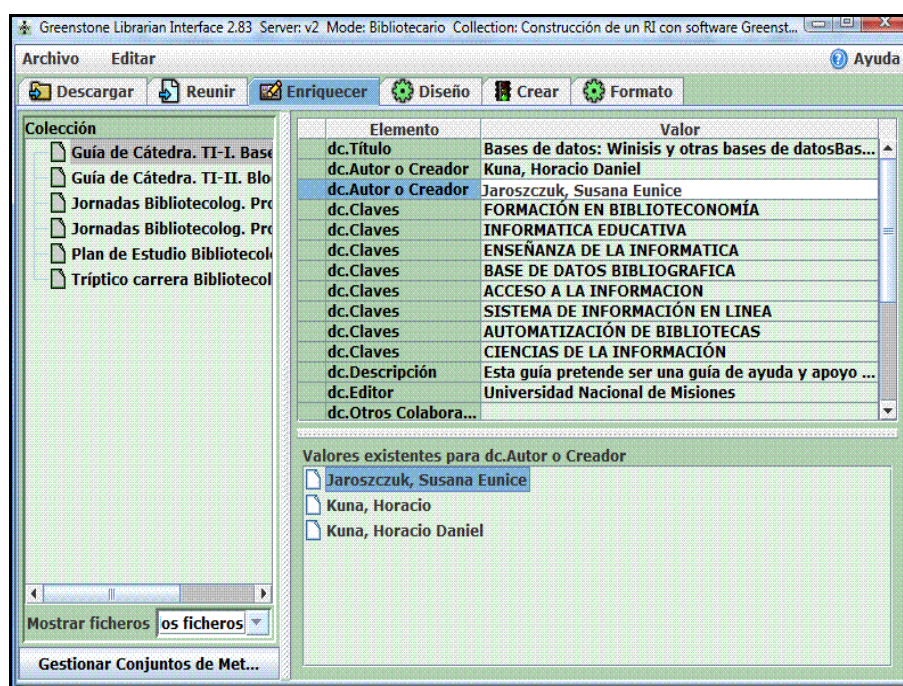 Greenstone Librarian Interface 2.83 Server: v2 Mode: Bibliotecario Collection: Construcción de un RI con software Greenst...
Archivo Editar Ayuda
Descargar Reunir Enriquecer Diseño Crear Formato
Colección
Guía de Cátedra. TI-I. Base
Guía de Cátedra. TI-II. Blo
Jornadas Bibliotecolog. Pro
Jornadas Bibliotecolog. Pro
Plan de Estudio Bibliotecol
Tríptico carrera Bibliotecol
Mostrar ficheros os ficheros
Gestionar Conjuntos de Met...
Elemento Valor
dc.Título Bases de datos: Winisis y otras bases de datosBas...
dc.Autor o Creador Kuna, Horacio Daniel
dc.Autor o Creador Jaroszczuk, Susana Eunice
dc.Claves FORMACIÓN EN BIBLIOTECONOMÍA
dc.Claves INFORMATICA EDUCATIVA
dc.Claves ENSEÑANZA DE LA INFORMATICA
dc.Claves BASE DE DATOS BIBLIOGRAFICA
dc.Claves ACCESO A LA INFORMACION
dc.Claves SISTEMA DE INFORMACIÓN EN LINEA
dc.Claves AUTOMATIZACIÓN DE BIBLIOTECAS
dc.Claves CIENCIAS DE LA INFORMACIÓN
dc.Descripción Esta guía pretende ser una guía de ayuda y apoyo ...
dc.Editor Universidad Nacional de Misiones
dc.Otros Colabora...
Valores existentes para dc.Autor o Creador
Jaroszczuk, Susana Eunice
Kuna, Horacio
Kuna, Horacio Daniel